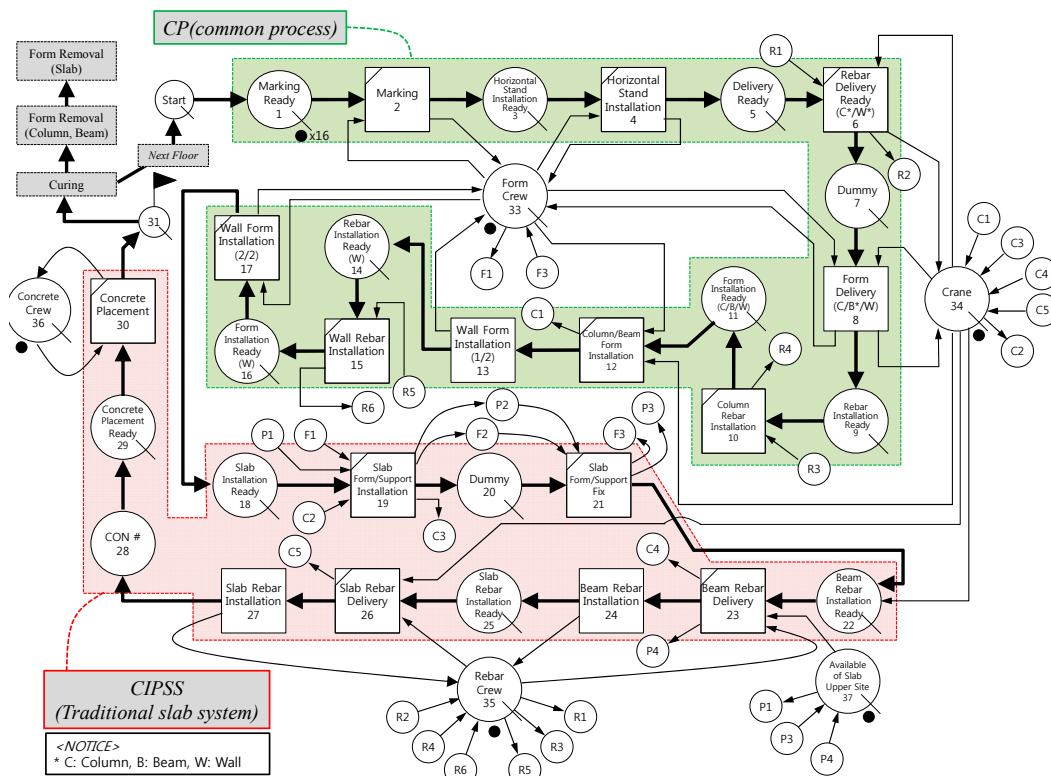 CP(common process)
Form Removal
(Slab)
Form Removal
(Column, Beam)
Curing
Next Floor
Start
31
Marking
Ready
1
x16
Marking
2
Horizontal
Stand
Installation
Ready
3
Horizontal
Stand
Installation
4
Delivery
Ready
5
R1
Rebar
Delivery
Ready
(C*/W*)
6
R2
Dummy
7
Form
Delivery
(C/B*/W)
8
Rebar
Installation
Ready
9
Column
Rebar
Installation
10
R3
R4
Form
Installation
Ready
(C/B/W)
11
Column/Beam
Form
Installation
12
C1
Wall Form
Installation
(1/2)
13
Rebar
Installation
Ready
(W)
14
Wall Rebar
Installation
15
R5
R6
Form
Installation
Ready
(W)
16
Wall Form
Installation
(2/2)
17
Form
Crew
33
F1
F3
Crane
34
C1
C3
C4
C5
C2
Concrete
Crew
36
Concrete
Placement
30
Concrete
Placement
Ready
29
CON #
28
Slab
Installation
Ready
18
P1
F1
C2
Slab
Form/Support
Installation
19
C3
P2
F2
Dummy
20
Slab
Form/Support
Fix
21
F3
P3
Beam
Rebar
Installation
Ready
22
Beam Rebar
Delivery
23
C4
P4
Beam Rebar
Installation
24
Slab
Rebar
Installation
Ready
25
Slab Rebar
Delivery
26
C5
Slab Rebar
Installation
27
Rebar
Crew
35
R2
R4
R6
R5
R3
R1
Available
of Slab
Upper Site
37
P1
P3
P4
CIPSS
(Traditional slab system)
<NOTICE>
* C: Column, B: Beam, W: Wall